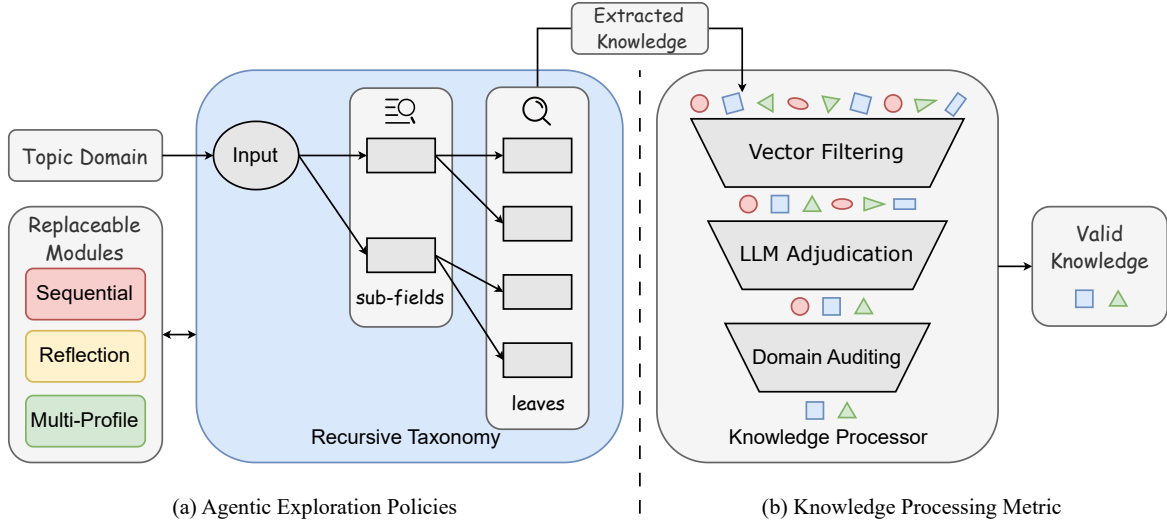 Extracted
Knowledge
Topic Domain
Input
Replaceable
Modules
Sequential
Reflection
Multi-Profile
sub-fields
leaves
Recursive Taxonomy
Vector Filtering
LLM Adjudication
Domain Auditing
Knowledge Processor
Valid
Knowledge
(a) Agentic Exploration Policies
(b) Knowledge Processing Metric